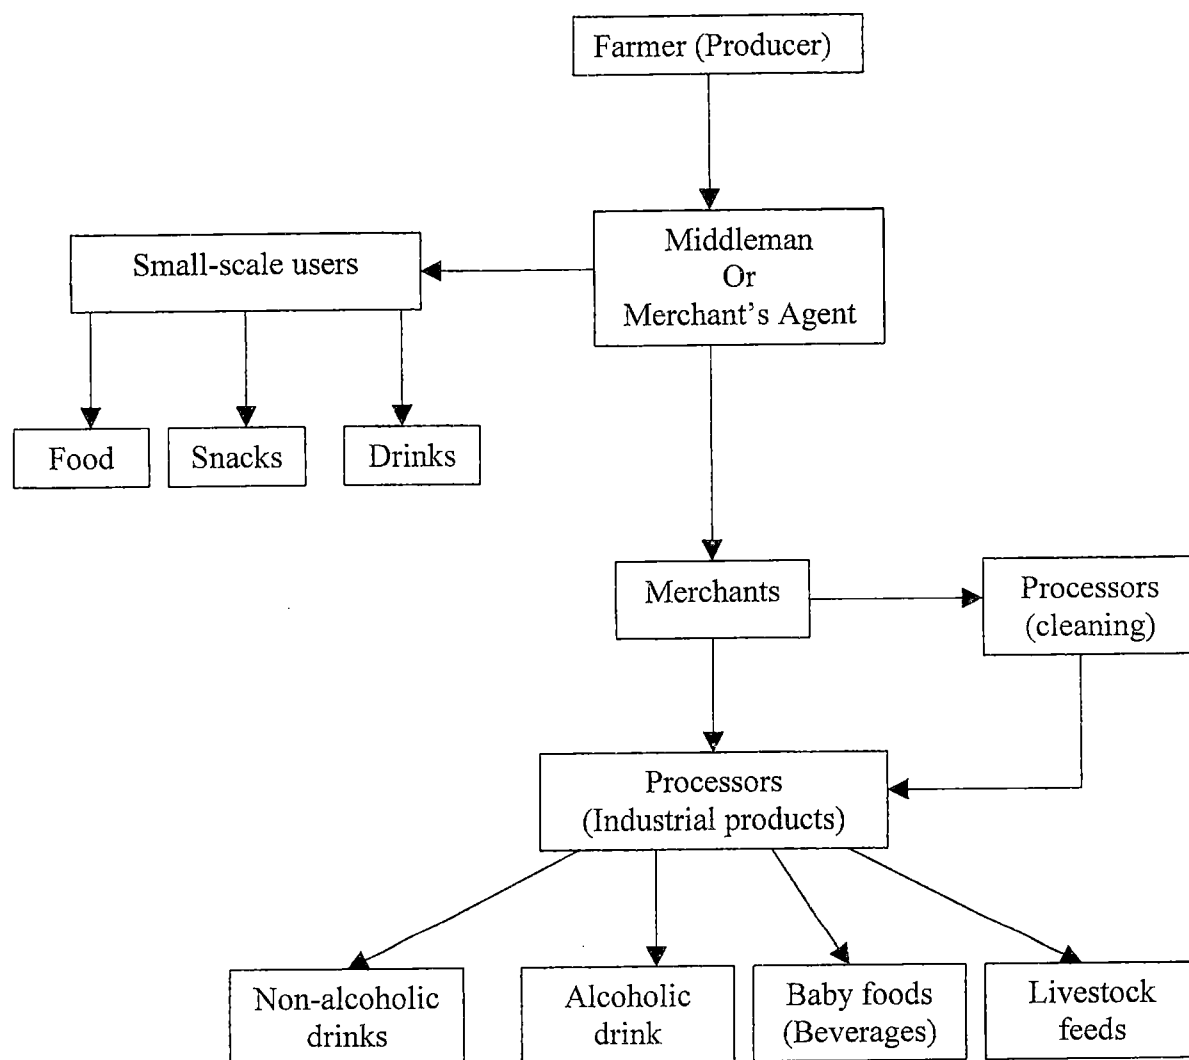 Farmer (Producer)
Middleman
Or
Merchant's Agent
Small-scale users
Food
Snacks
Drinks
Merchants
Processors
(cleaning)
Processors
(Industrial products)
Non-alcoholic
drinks
Alcoholic
drink
Baby foods
(Beverages)
Livestock
feeds